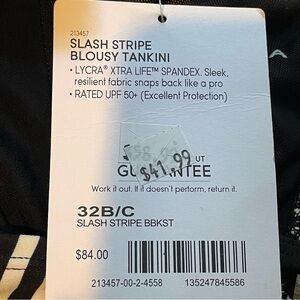 213457
SLASH STRIPE
BLOUSY TANKINI
• LYCRA® XTRA LIFE™ SPANDEX. Sleek,
resilient fabric snaps back like a pro
• RATED UPF 50+ (Excellent Protection)
$41.99
UT
Work it out. If it doesn't perform, return it.
32B/C
SLASH STRIPE BBKST
$84.00
213457-00-2-4558
135247845586